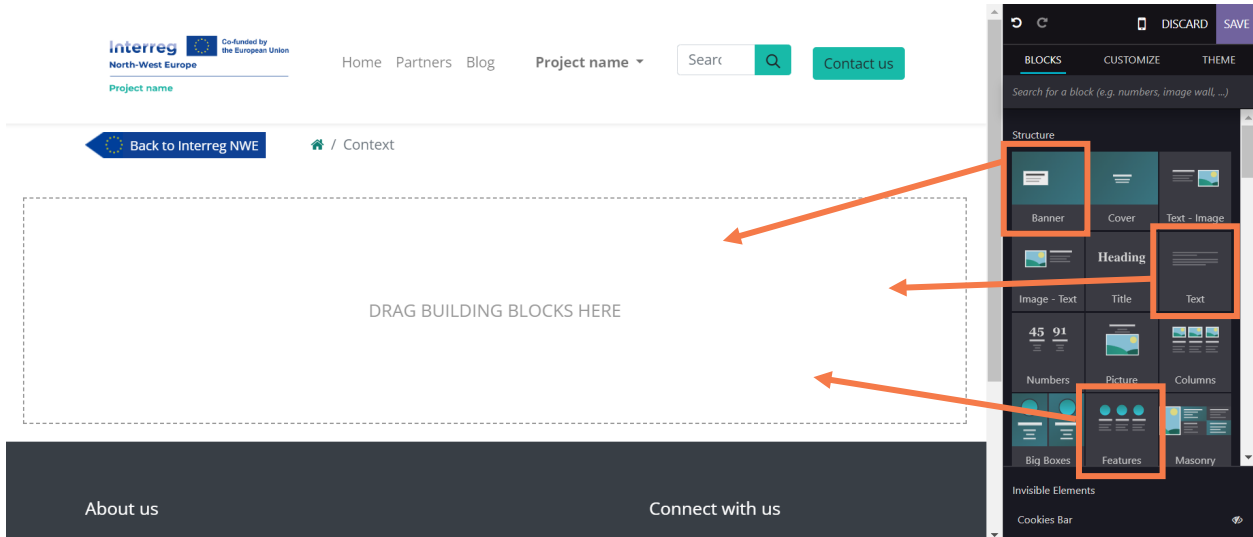 Interreg
Co-funded by
the European Union
North-West Europe
Project name
Home Partners Blog Project name
Searc
Contact us
Back to Interreg NWE
/ Context
DRAG BUILDING BLOCKS HERE
About us
Connect with us
DISCARD SAVE
BLOCKS CUSTOMIZE THEME
Search for a block (e.g. numbers, image wall, ...)
Structure
Banner Cover Text - Image
Heading
Image - Text Title Text
45 91
Numbers Picture Columns
Big Boxes Features Masonry
Invisible Elements
Cookies Bar